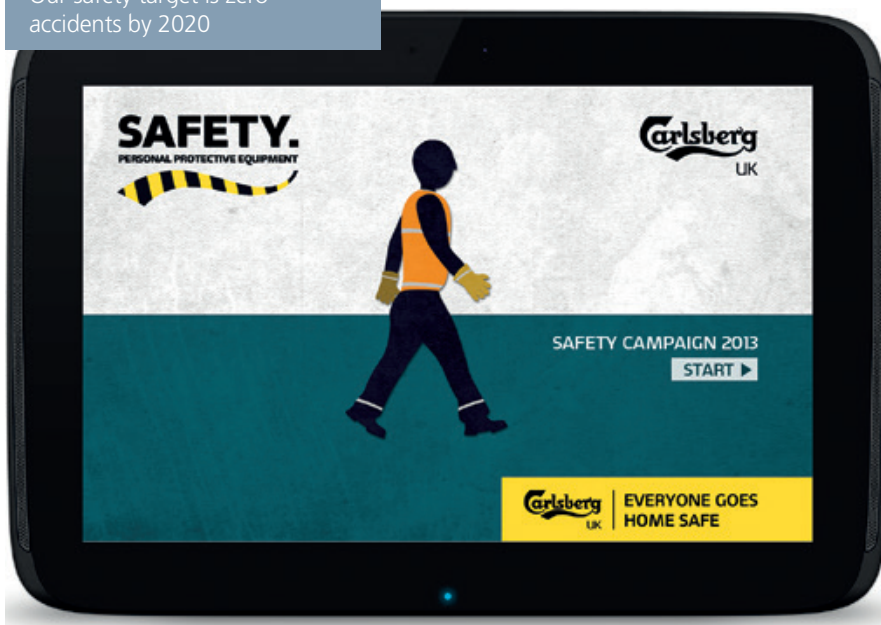 Our safety target is zero
accidents by 2020
SAFETY.
PERSONAL PROTECTIVE EQUIPMENT
Carlsberg
UK
SAFETY CAMPAIGN 2013
START
Carlsberg
UK
EVERYONE GOES
HOME SAFE